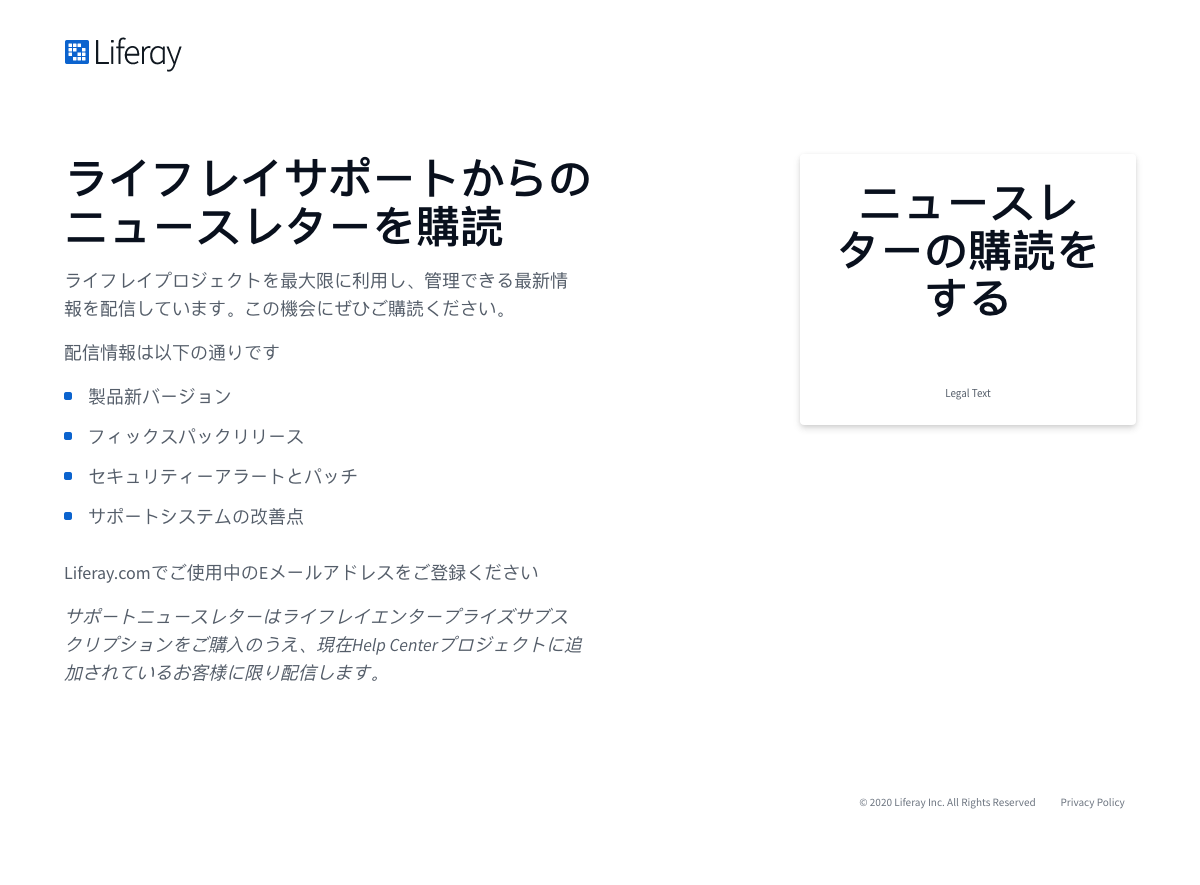 Liferay
ライフレイサポートからの
ニュースレターを購読
ライフレイプロジェクトを最大限に利用し、管理できる最新情
報を配信しています。この機会にぜひご購読ください。
配信情報は以下の通りです
製品新バージョン
フィックスパックリリース
セキュリティーアラートとパッチ
サポートシステムの改善点
Liferay.comでご使用中のEメールアドレスをご登録ください
サポートニュースレターはライフレイエンタープライズサブス
クリプションをご購入のうえ、現在Help Centerプロジェクトに追
加されているお客様に限り配信します。
ニュースレ
ターの購読を
する
Legal Text
© 2020 Liferay Inc. All Rights Reserved
Privacy Policy